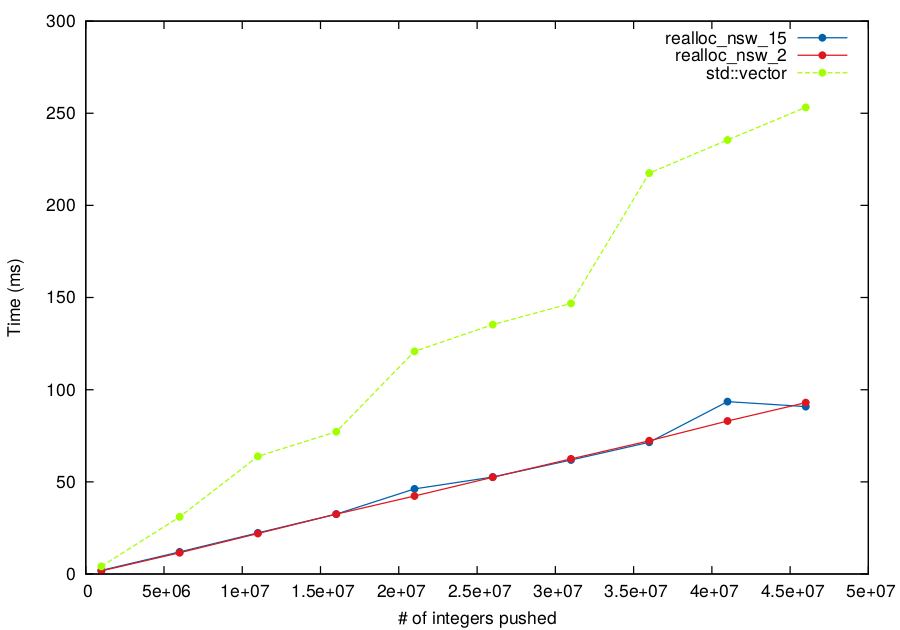 300
250
200
150
100
50
0
Time (ms)
realloc_nsw_15
realloc_nsw_2
std::vector
0 5e+06 1e+07 1.5e+07 2e+07 2.5e+07 3e+07 3.5e+07 4e+07 4.5e+07 5e+07
# of integers pushed